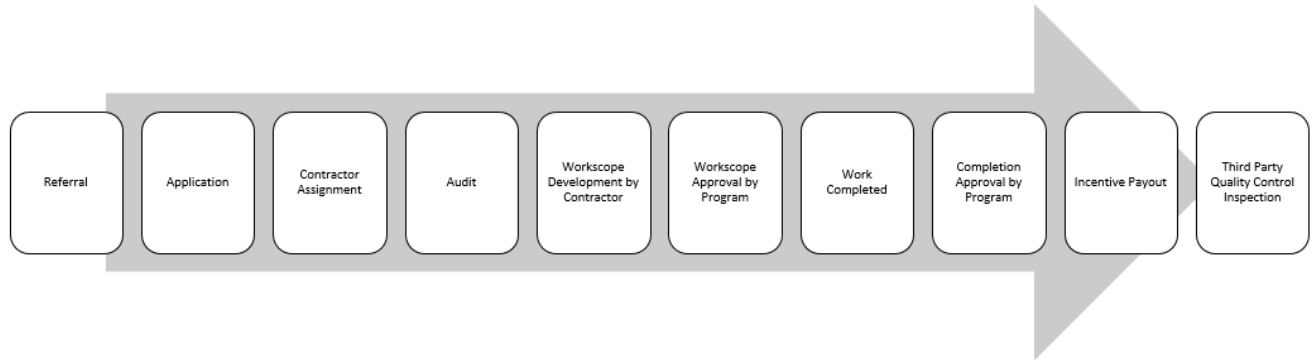 Referral
Application
Contractor
Assignment
Audit
Workscope
Development by
Contractor
Workscope
Approval by
Program
Work
Completed
Completion
Approval by
Program
Incentive Payout
Third Party
Quality Control
Inspection